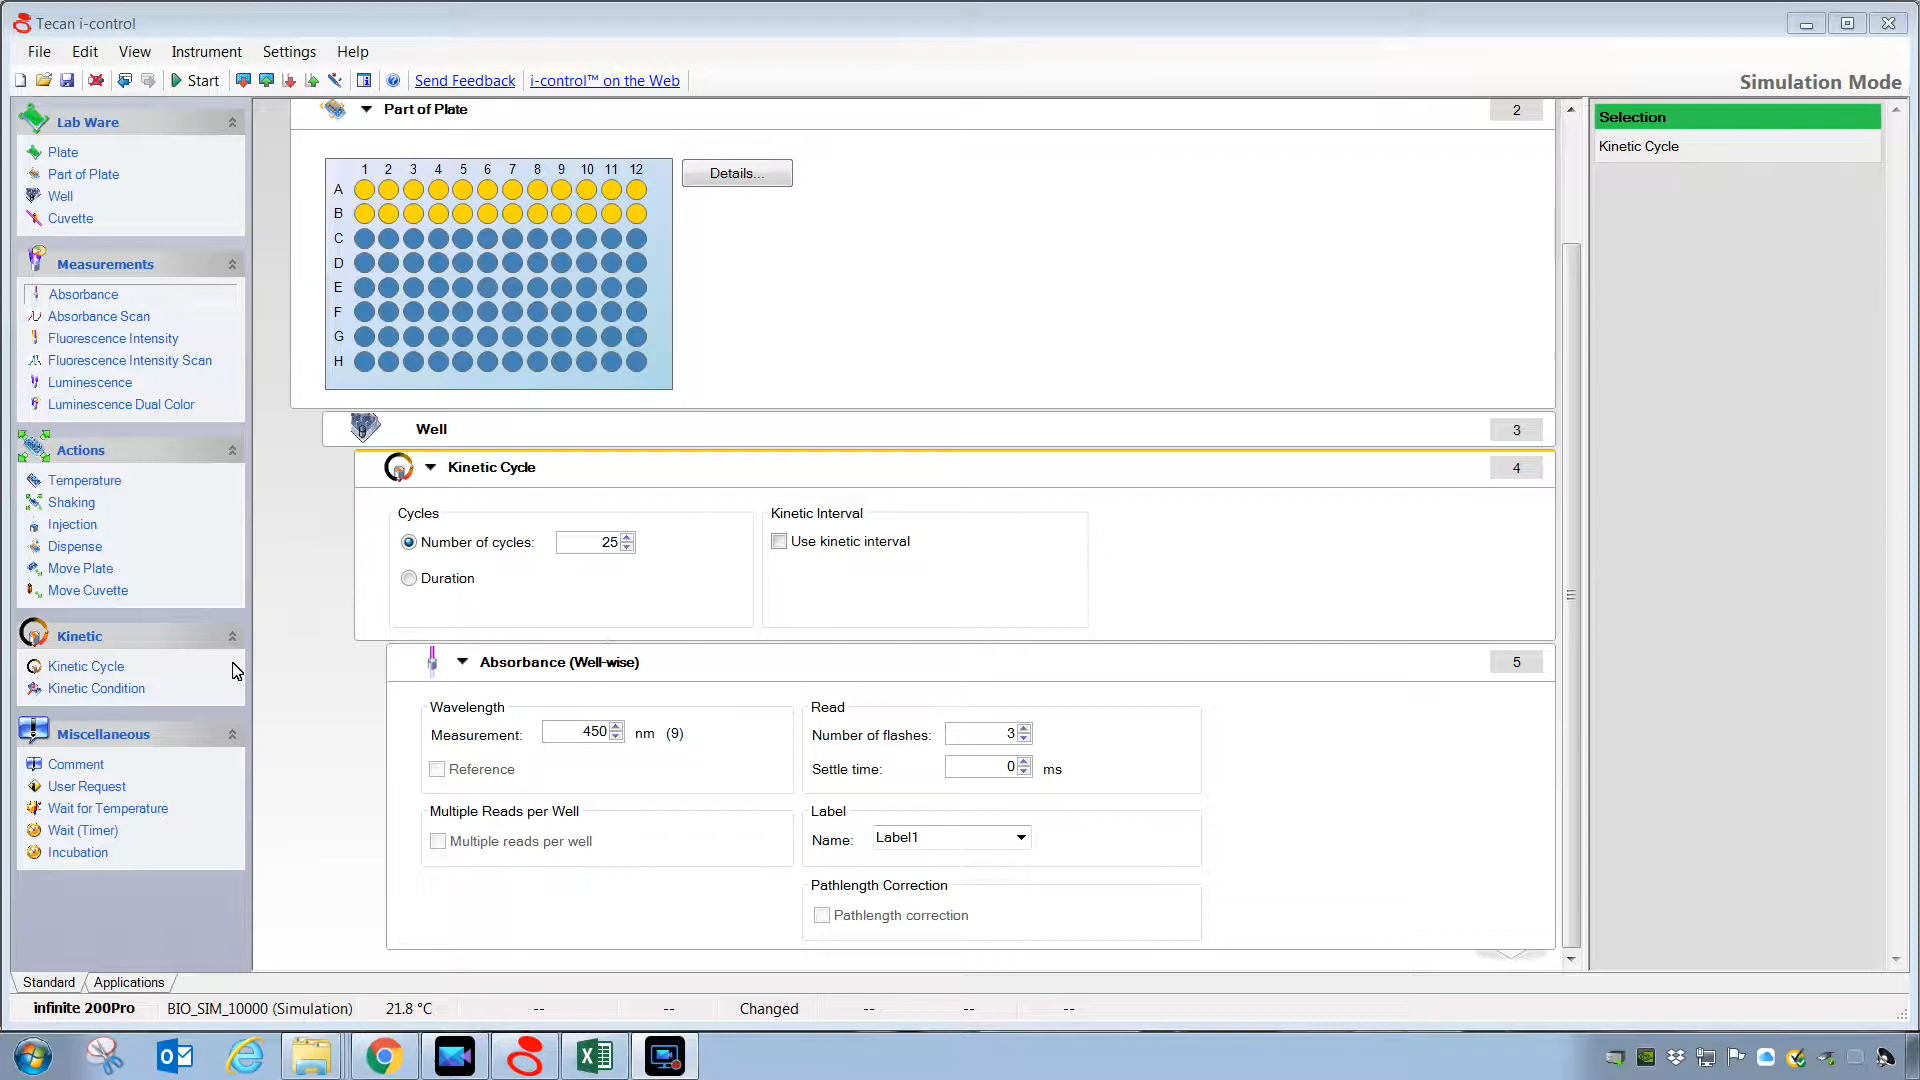 Tecan i-control
File Edit View Instrument Settings Help
Start Send Feedback i-control™ on the Web Simulation Mode
Lab Ware
Plate
Part of Plate
Well
Cuvette
Measurements
Absorbance
Absorbance Scan
Fluorescence Intensity
Fluorescence Intensity Scan
Luminescence
Luminescence Dual Color
Actions
Temperature
Shaking
Injection
Dispense
Move Plate
Move Cuvette
Kinetic
Kinetic Cycle
Kinetic Condition
Miscellaneous
Comment
User Request
Wait for Temperature
Wait (Timer)
Incubation
Part of Plate 2
1 2 3 4 5 6 7 8 9 10 11 12
A
B
C
D
E
F
G
H
Details...
Well 3
Kinetic Cycle 4
Cycles
Number of cycles: 25
Duration
Kinetic Interval
Use kinetic interval
Absorbance (Well-wise) 5
Wavelength
Measurement: 450 nm (9)
Reference
Read
Number of flashes: 3
Settle time: 0 ms
Multiple Reads per Well
Multiple reads per well
Label
Name: Label1
Pathlength Correction
Pathlength correction
Selection
Kinetic Cycle
Standard Applications
infinite 200Pro BIO_SIM_10000 (Simulation) 21.8 °C -- -- Changed -- -- --